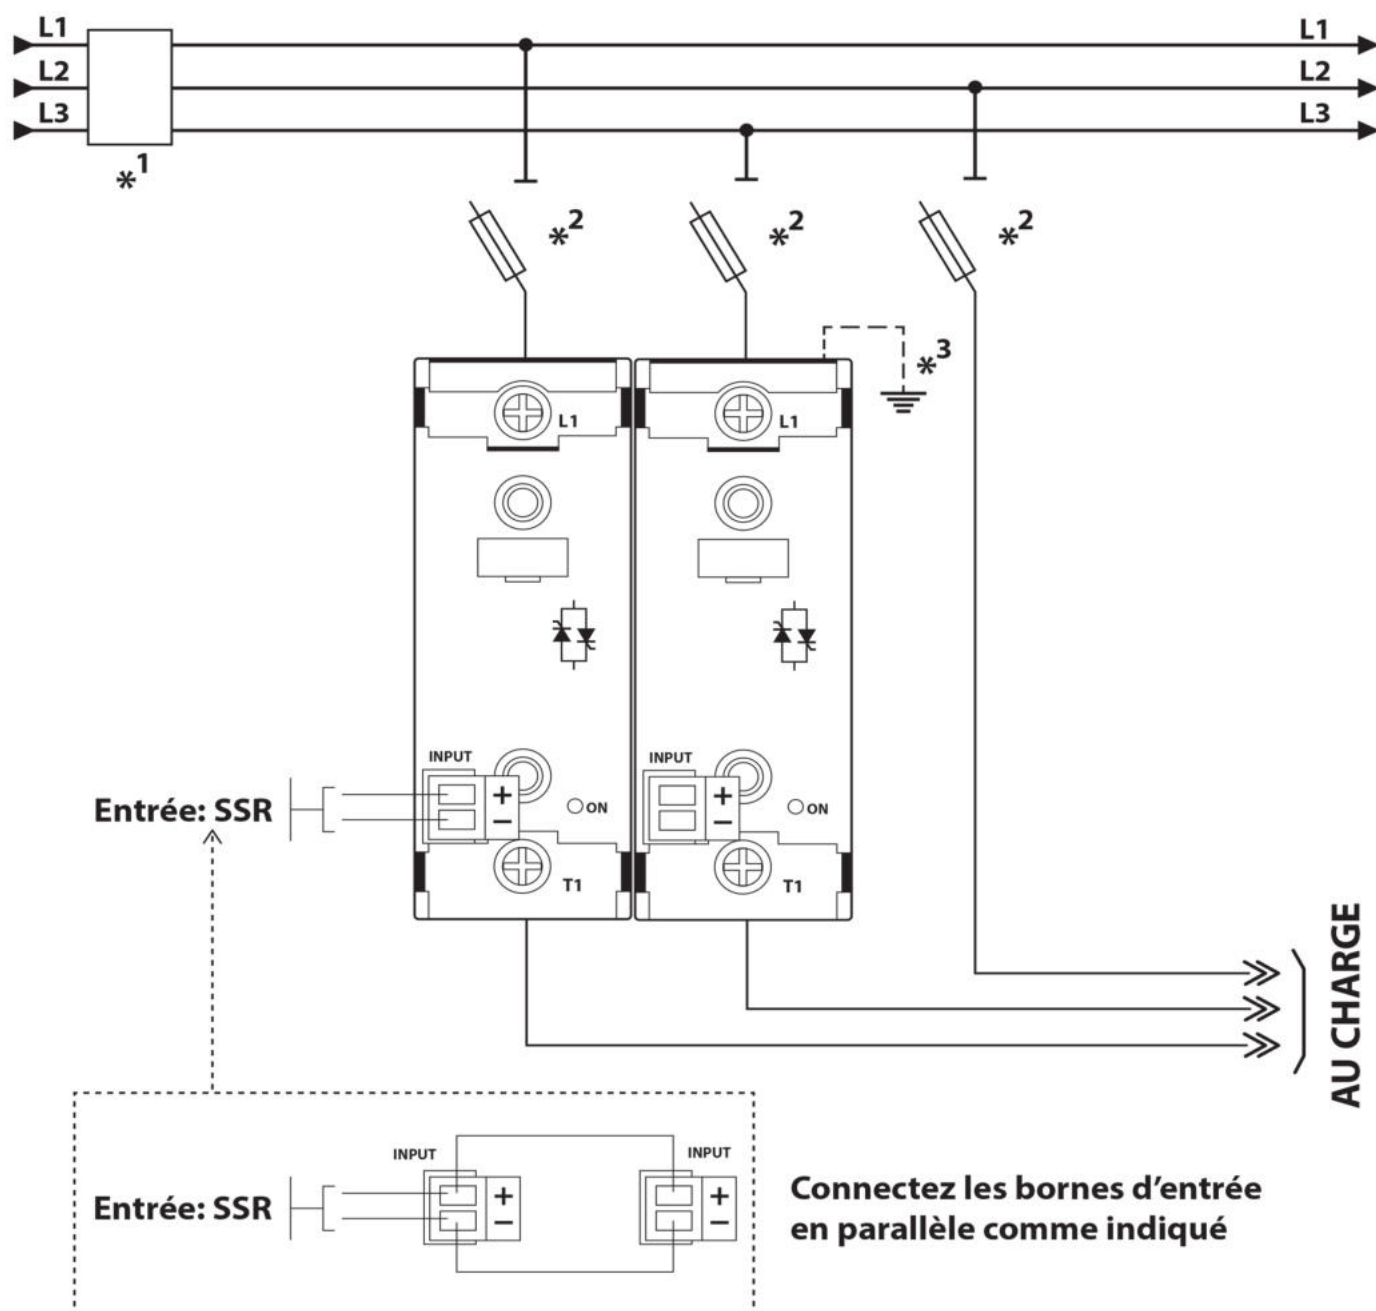 L1 L1
L2 L2
L3 L3
*1
*2 *2 *2
*3
L1 L1
INPUT INPUT
Entrée: SSR + + 
− ON − ON
T1 T1
AU CHARGE
INPUT INPUT
Entrée: SSR + +
− −
Connectez les bornes d’entrée
en parallèle comme indiqué